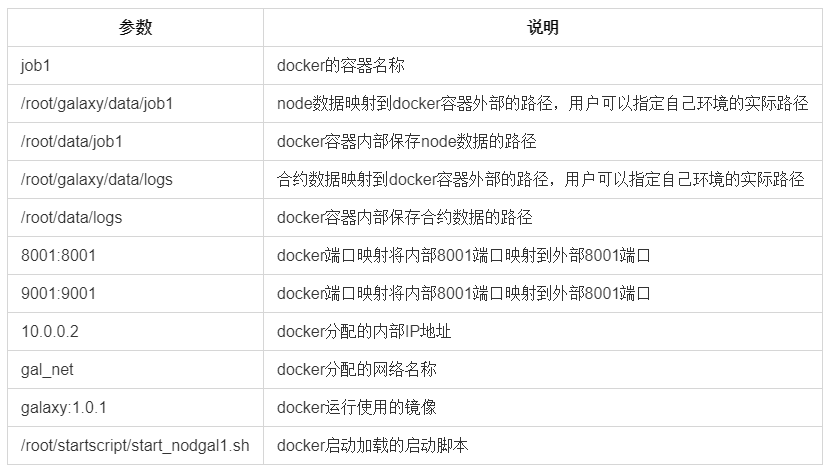 参数 说明
job1 docker的容器名称
/root/galaxy/data/job1 node数据映射到docker容器外部的路径，用户可以指定自己环境的实际路径
/root/data/job1 docker容器内部保存node数据的路径
/root/galaxy/data/logs 合约数据映射到docker容器外部的路径，用户可以指定自己环境的实际路径
/root/data/logs docker容器内部保存合约数据的路径
8001:8001 docker端口映射将内部8001端口映射到外部8001端口
9001:9001 docker端口映射将内部8001端口映射到外部8001端口
10.0.0.2 docker分配的内部IP地址
gal_net docker分配的网络名称
galaxy:1.0.1 docker运行使用的镜像
/root/startscript/start_nodgal1.sh docker启动加载的启动脚本